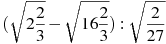 (√(2 2/3) − √(16 2/3)) : √(2/27)